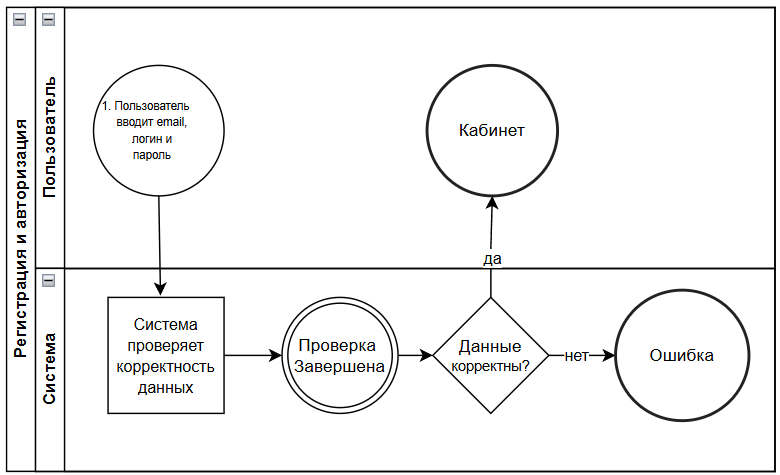 Регистрация и авторизация
Пользователь
1. Пользователь
вводит email,
логин и
пароль
Кабинет
да
Система
Система
проверяет
корректность
данных
Проверка
Завершена
Данные
корректны?
нет
Ошибка